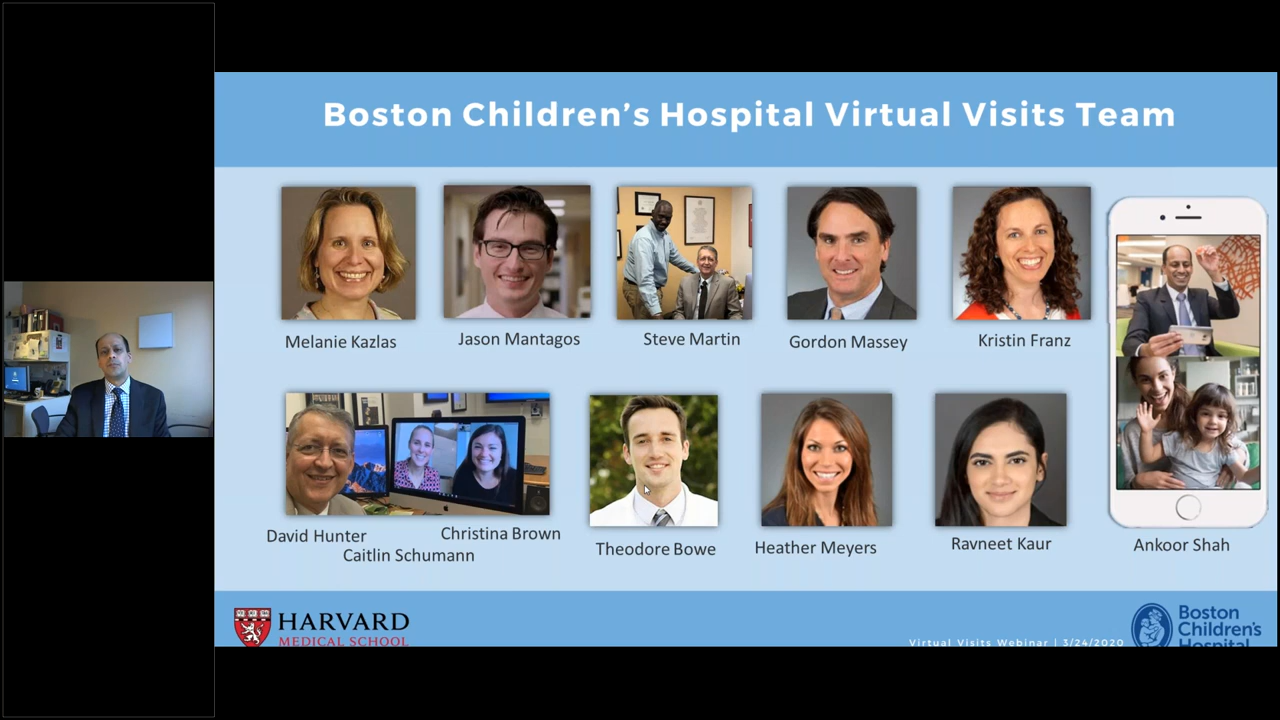 Boston Children’s Hospital Virtual Visits Team
Melanie Kazlas
Jason Mantagos
Steve Martin
Gordon Massey
Kristin Franz
David Hunter
Christina Brown
Caitlin Schumann
Theodore Bowe
Heather Meyers
Ravneet Kaur
Ankoor Shah
HARVARD
MEDICAL SCHOOL
Virtual Visits Webinar | 3/24/2020
Boston
Children’s
Hospital